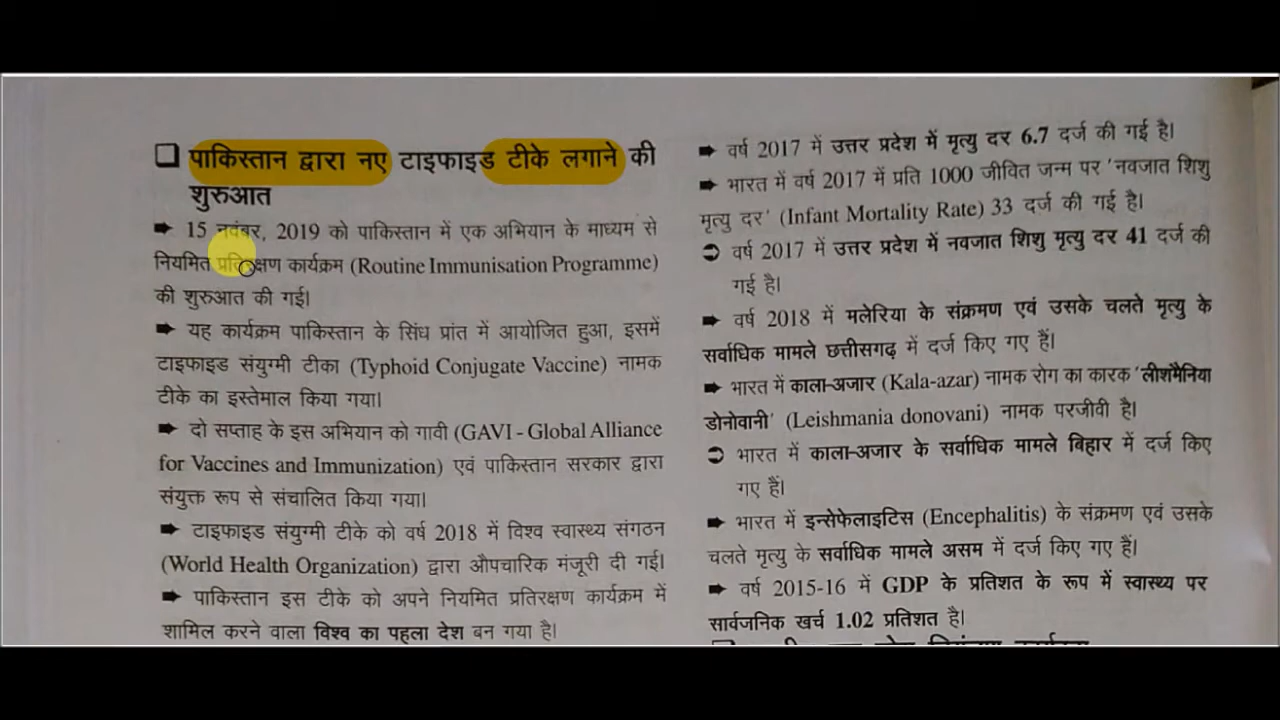 ❑ पाकिस्तान द्वारा नए टाइफाइड टीके लगाने की
शुरुआत
➡ 15 नवंबर, 2019 को पाकिस्तान में एक अभियान के माध्यम से
नियमित प्रतिरक्षण कार्यक्रम (Routine Immunisation Programme)
की शुरुआत की गई।
➡ यह कार्यक्रम पाकिस्तान के सिंध प्रांत में आयोजित हुआ, इसमें
टाइफाइड संयुग्मी टीका (Typhoid Conjugate Vaccine) नामक
टीके का इस्तेमाल किया गया।
➡ दो सप्ताह के इस अभियान को गावी (GAVI - Global Alliance
for Vaccines and Immunization) एवं पाकिस्तान सरकार द्वारा
संयुक्त रूप से संचालित किया गया।
➡ टाइफाइड संयुग्मी टीके को वर्ष 2018 में विश्व स्वास्थ्य संगठन
(World Health Organization) द्वारा औपचारिक मंजूरी दी गई।
➡ पाकिस्तान इस टीके को अपने नियमित प्रतिरक्षण कार्यक्रम में
शामिल करने वाला विश्व का पहला देश बन गया है।
➡ वर्ष 2017 में उत्तर प्रदेश में मृत्यु दर 6.7 दर्ज की गई है।
➡ भारत में वर्ष 2017 में प्रति 1000 जीवित जन्म पर 'नवजात शिशु
मृत्यु दर' (Infant Mortality Rate) 33 दर्ज की गई है।
➲ वर्ष 2017 में उत्तर प्रदेश में नवजात शिशु मृत्यु दर 41 दर्ज की
गई है।
➡ वर्ष 2018 में मलेरिया के संक्रमण एवं उसके चलते मृत्यु के
सर्वाधिक मामले छत्तीसगढ़ में दर्ज किए गए हैं।
➡ भारत में काला-अजार (Kala-azar) नामक रोग का कारक 'लीशमैनिया
डोनोवानी' (Leishmania donovani) नामक परजीवी है।
➲ भारत में काला-अजार के सर्वाधिक मामले बिहार में दर्ज किए
गए हैं।
➡ भारत में इन्सेफेलाइटिस (Encephalitis) के संक्रमण एवं उसके
चलते मृत्यु के सर्वाधिक मामले असम में दर्ज किए गए हैं।
➡ वर्ष 2015-16 में GDP के प्रतिशत के रूप में स्वास्थ्य पर
सार्वजनिक खर्च 1.02 प्रतिशत है।